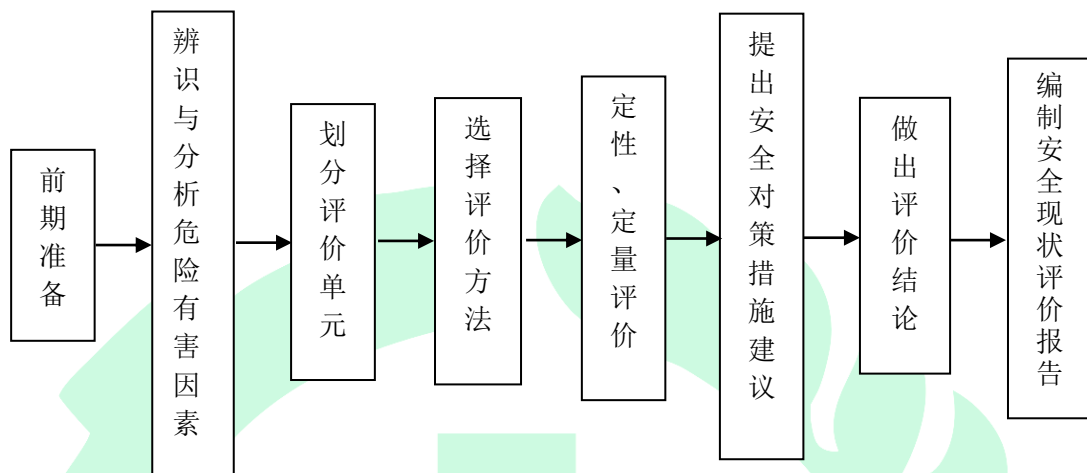 前期准备
辨识与分析危险有害因素
划分评价单元
选择评价方法
定性、定量评价
提出安全对策措施建议
做出评价结论
编制安全现状评价报告